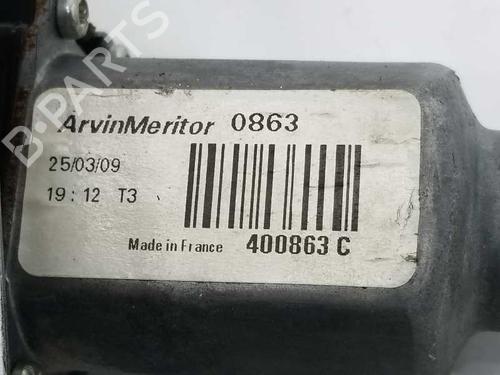 ArvinMeritor 0863
25/03/09
19:12 T3
Made in France 400863 C
B-PARTS